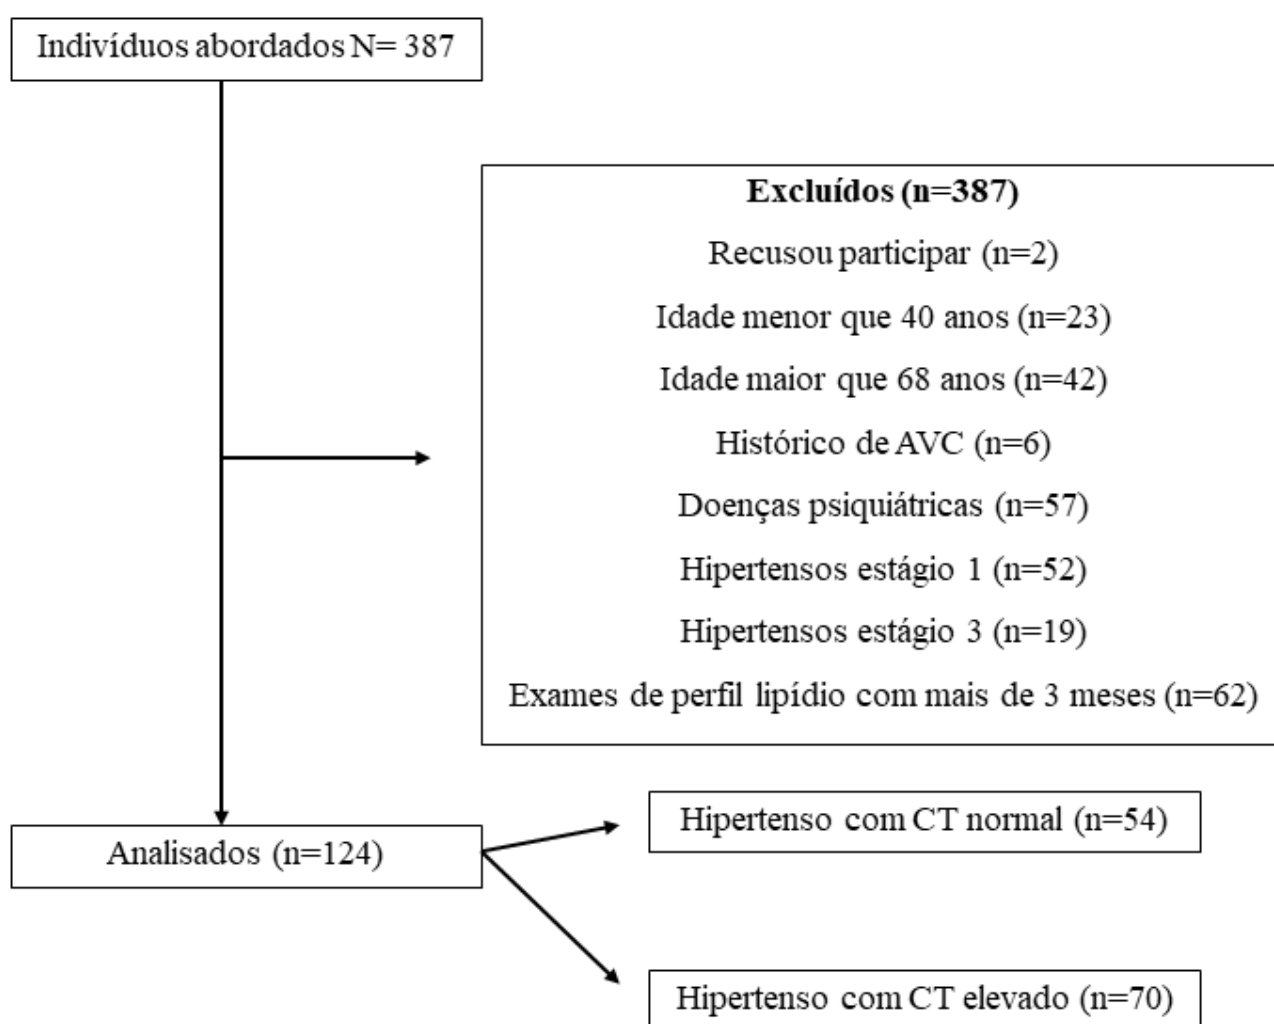 Indivíduos abordados N= 387
Excluídos (n=387)
Recusou participar (n=2)
Idade menor que 40 anos (n=23)
Idade maior que 68 anos (n=42)
Histórico de AVC (n=6)
Doenças psiquiátricas (n=57)
Hipertensos estágio 1 (n=52)
Hipertensos estágio 3 (n=19)
Exames de perfil lipídio com mais de 3 meses (n=62)
Analisados (n=124)
Hipertenso com CT normal (n=54)
Hipertenso com CT elevado (n=70)